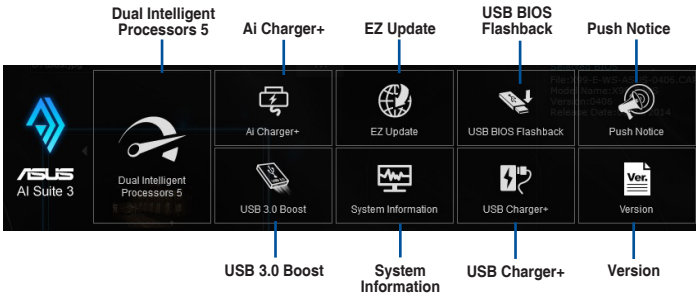 Dual Intelligent
Processors 5
Ai Charger+
EZ Update
USB BIOS
Flashback
Push Notice
ASUS
AI Suite 3
Dual Intelligent
Processors 5
Ai Charger+
EZ Update
USB BIOS Flashback
Push Notice
USB 3.0 Boost
System Information
USB Charger+
Ver.
Version
USB 3.0 Boost
System
Information
USB Charger+
Version